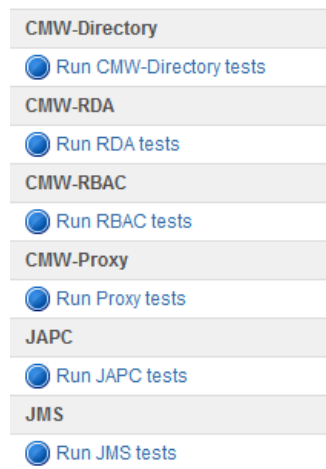 CMW-Directory
Run CMW-Directory tests
CMW-RDA
Run RDA tests
CMW-RBAC
Run RBAC tests
CMW-Proxy
Run Proxy tests
JAPC
Run JAPC tests
JMS
Run JMS tests